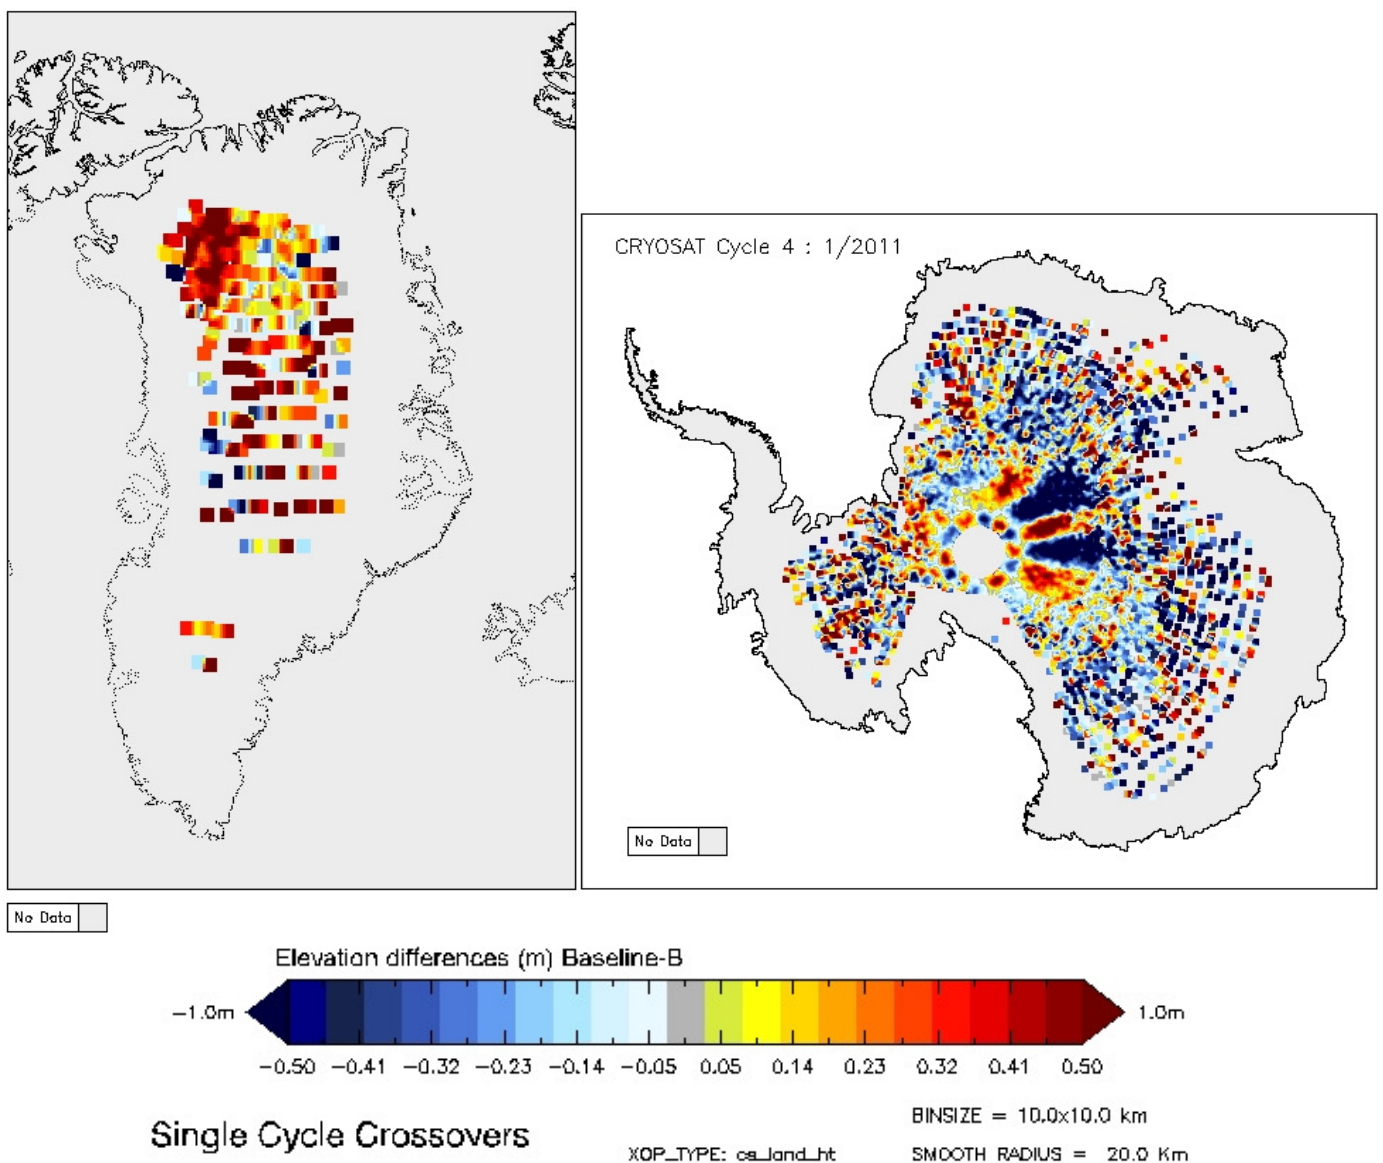 CRYOSAT Cycle 4 : 1/2011
No Data
No Data
Elevation differences (m) Baseline-B
-1.0m 1.0m
-0.50 -0.41 -0.32 -0.23 -0.14 -0.05 0.05 0.14 0.23 0.32 0.41 0.50
BINSIZE = 10.0x10.0 km
Single Cycle Crossovers
XOP_TYPE: cs_land_ht SMOOTH RADIUS = 20.0 Km